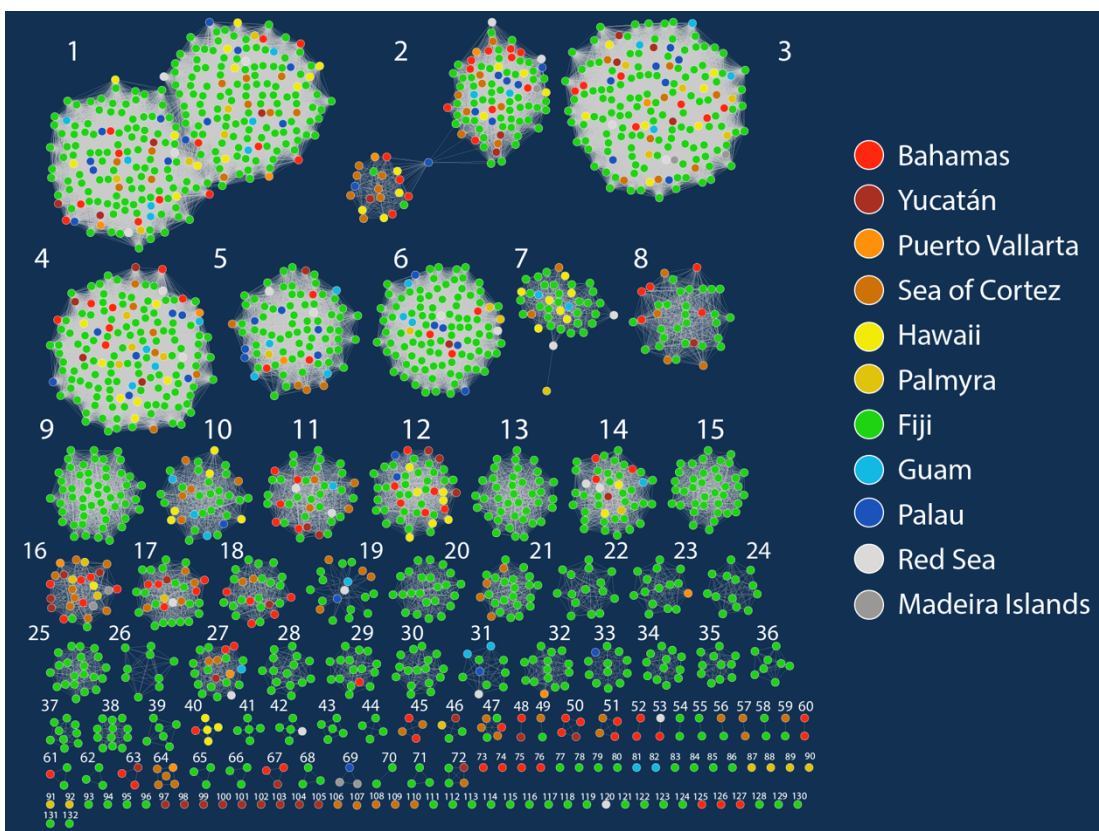 1 2 3
4 5 6 7 8
9 10 11 12 13 14 15
16 17 18 19 20 21 22 23 24
25 26 27 28 29 30 31 32 33 34 35 36
37 38 39 40 41 42 43 44 45 46 47 48 49 50 51 52 53 54 55 56 57 58 59 60
61 62 63 64 65 66 67 68 69 70 71 72 73 74 75 76 77 78 79 80 81 82 83 84 85 86 87 88 89 90
91 92 93 94 95 96 97 98 99 100 101 102 103 104 105 106 107 108 109 110 111 112 113 114 115 116 117 118 119 120 121 122 123 124 125 126 127 128 129 130
131 132
Bahamas
Yucatán
Puerto Vallarta
Sea of Cortez
Hawaii
Palmyra
Fiji
Guam
Palau
Red Sea
Madeira Islands